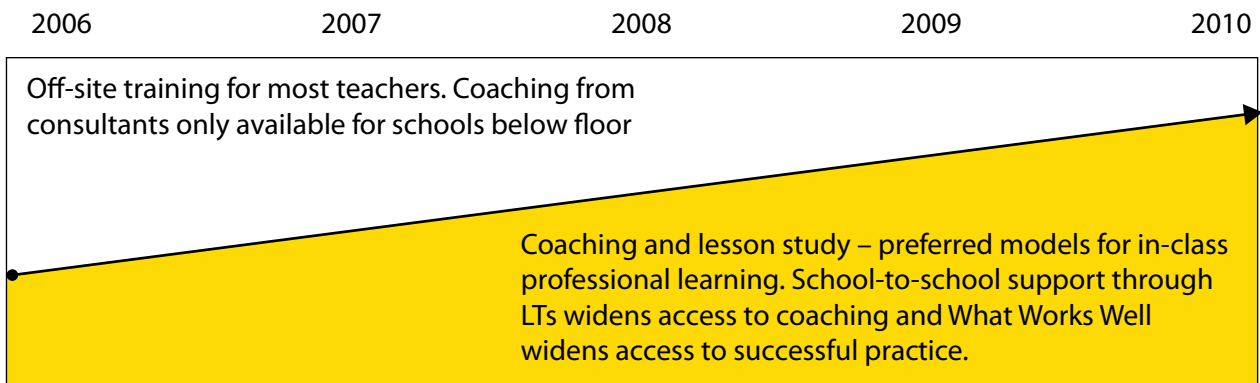 2006 2007 2008 2009 2010
Off-site training for most teachers. Coaching from
consultants only available for schools below floor
Coaching and lesson study – preferred models for in-class
professional learning. School-to-school support through
LTs widens access to coaching and What Works Well
widens access to successful practice.